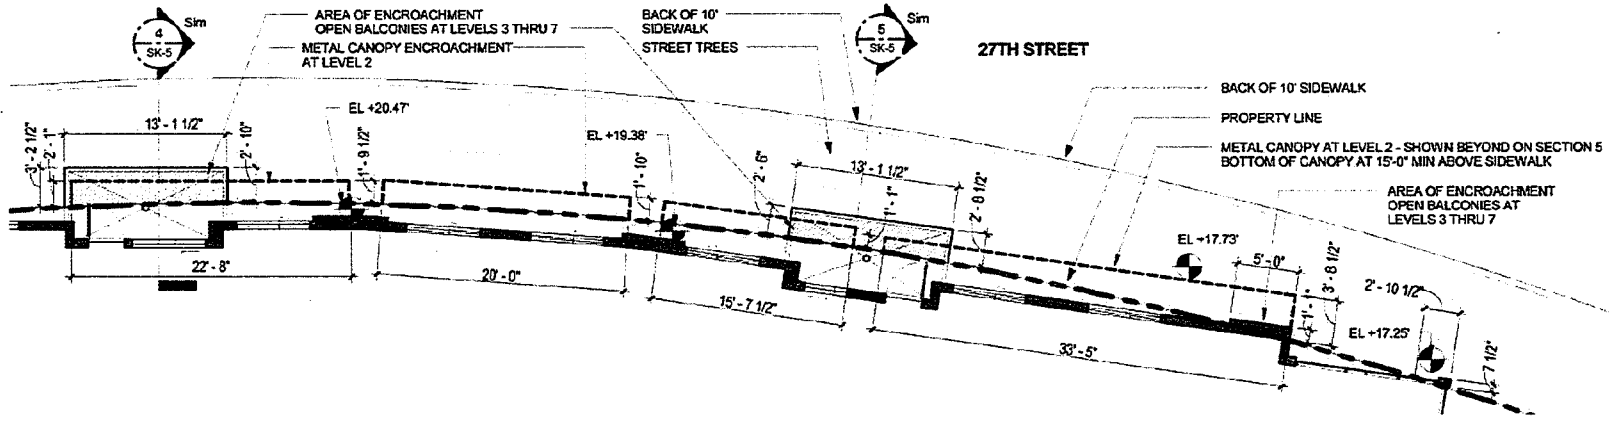 4
SK-5
Sim
AREA OF ENCROACHMENT
OPEN BALCONIES AT LEVELS 3 THRU 7
METAL CANOPY ENCROACHMENT
AT LEVEL 2
BACK OF 10'
SIDEWALK
STREET TREES
5
SK-5
Sim
27TH STREET
BACK OF 10' SIDEWALK
PROPERTY LINE
METAL CANOPY AT LEVEL 2 - SHOWN BEYOND ON SECTION 5
BOTTOM OF CANOPY AT 15'-0" MIN ABOVE SIDEWALK
AREA OF ENCROACHMENT
OPEN BALCONIES AT
LEVELS 3 THRU 7
3' - 2 1/2"
2' - 1"
13' - 1 1/2"
2' - 10"
EL +20.47'
1' - 9 1/2"
EL +19.38'
1' - 10"
2' - 6"
13' - 1 1/2"
1' - 1"
2' - 8 1/2"
EL +17.73'
5' - 0"
1' - 1"
3' - 8 1/2"
2' - 10 1/2"
EL +17.25'
7 1/2"
22' - 8"
20' - 0"
15' - 7 1/2"
33' - 5"